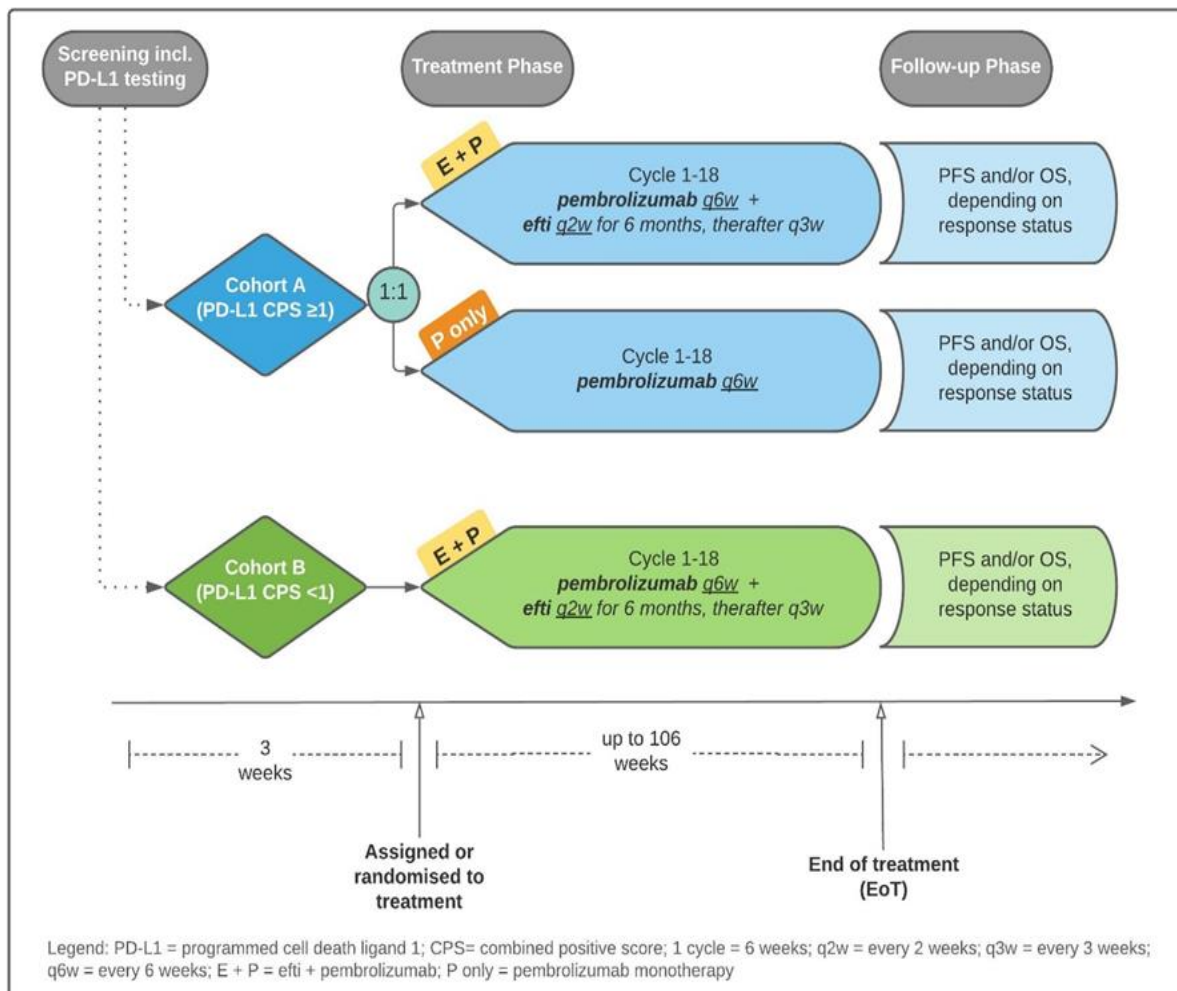 Screening incl.
PD-L1 testing
Treatment Phase
Follow-up Phase
E + P
Cycle 1-18
pembrolizumab q6w +
efti q2w for 6 months, therafter q3w
PFS and/or OS,
depending on
response status
Cohort A
(PD-L1 CPS ≥1)
1:1
P only
Cycle 1-18
pembrolizumab q6w
PFS and/or OS,
depending on
response status
Cohort B
(PD-L1 CPS <1)
E + P
Cycle 1-18
pembrolizumab q6w +
efti q2w for 6 months, therafter q3w
PFS and/or OS,
depending on
response status
3
weeks
up to 106
weeks
Assigned or
randomised to
treatment
End of treatment
(EoT)
Legend: PD-L1 = programmed cell death ligand 1; CPS= combined positive score; 1 cycle = 6 weeks; q2w = every 2 weeks; q3w = every 3 weeks;
q6w = every 6 weeks; E + P = efti + pembrolizumab; P only = pembrolizumab monotherapy